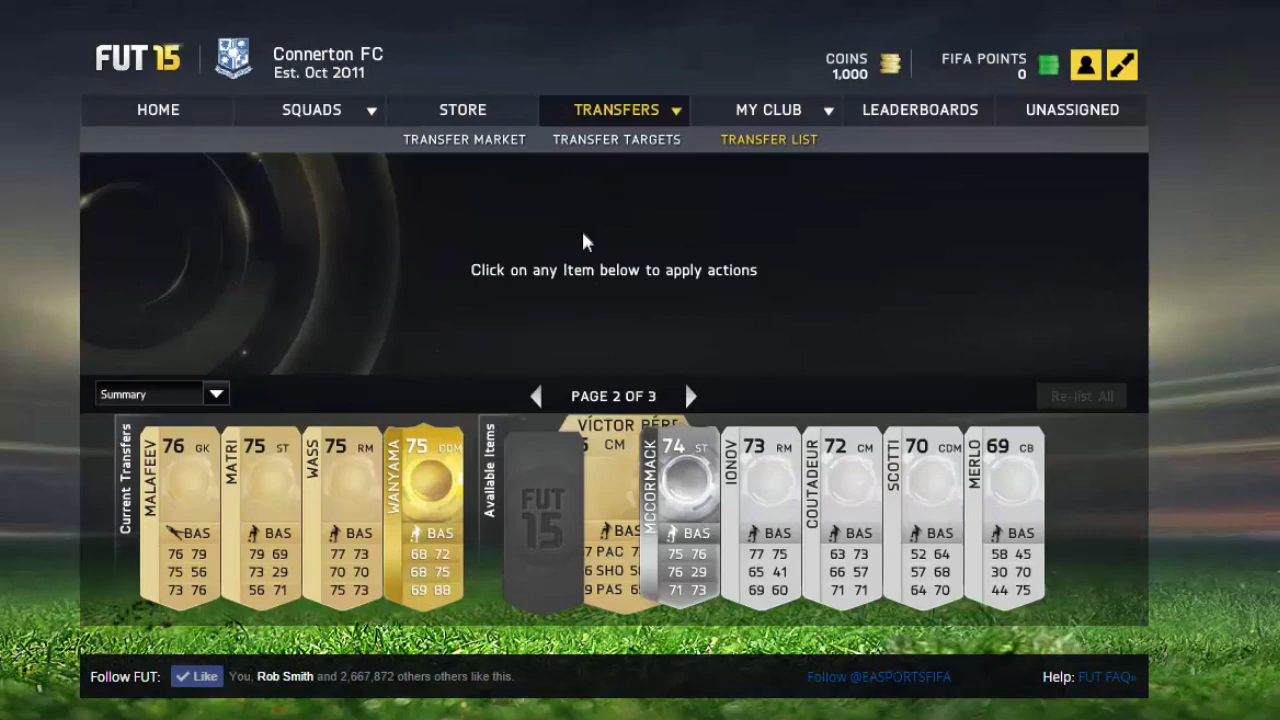 FUT 15
Connerton FC
Est. Oct 2011
COINS
1,000
FIFA POINTS
0
HOME SQUADS STORE TRANSFERS MY CLUB LEADERBOARDS UNASSIGNED
TRANSFER MARKET TRANSFER TARGETS TRANSFER LIST
Click on any Item below to apply actions
Summary
PAGE 2 OF 3
Re-list All
Current Transfers
MALAFEEV
76 GK
BAS
76 79
75 56
73 76
MATRI
75 ST
BAS
79 69
73 29
56 71
WASS
75 RM
BAS
77 73
70 70
75 73
WANYAMA
75 CDM
BAS
68 72
68 75
69 88
Available Items
FUT
15
VÍCTOR
CM
BAS
PAC
SHO
PAS
MCCORMACK
74 ST
BAS
75 76
76 29
71 73
IONOV
73 RM
BAS
77 75
65 41
69 60
COUTADEUR
72 CM
BAS
63 73
66 57
71 71
SCOTTI
70 CDM
BAS
52 64
57 68
64 70
MERLO
69 CB
BAS
58 45
30 70
44 75
Follow FUT: Like You, Rob Smith and 2,667,872 others others like this.
Follow @EASPORTSFIFA
Help: FUT FAQ»